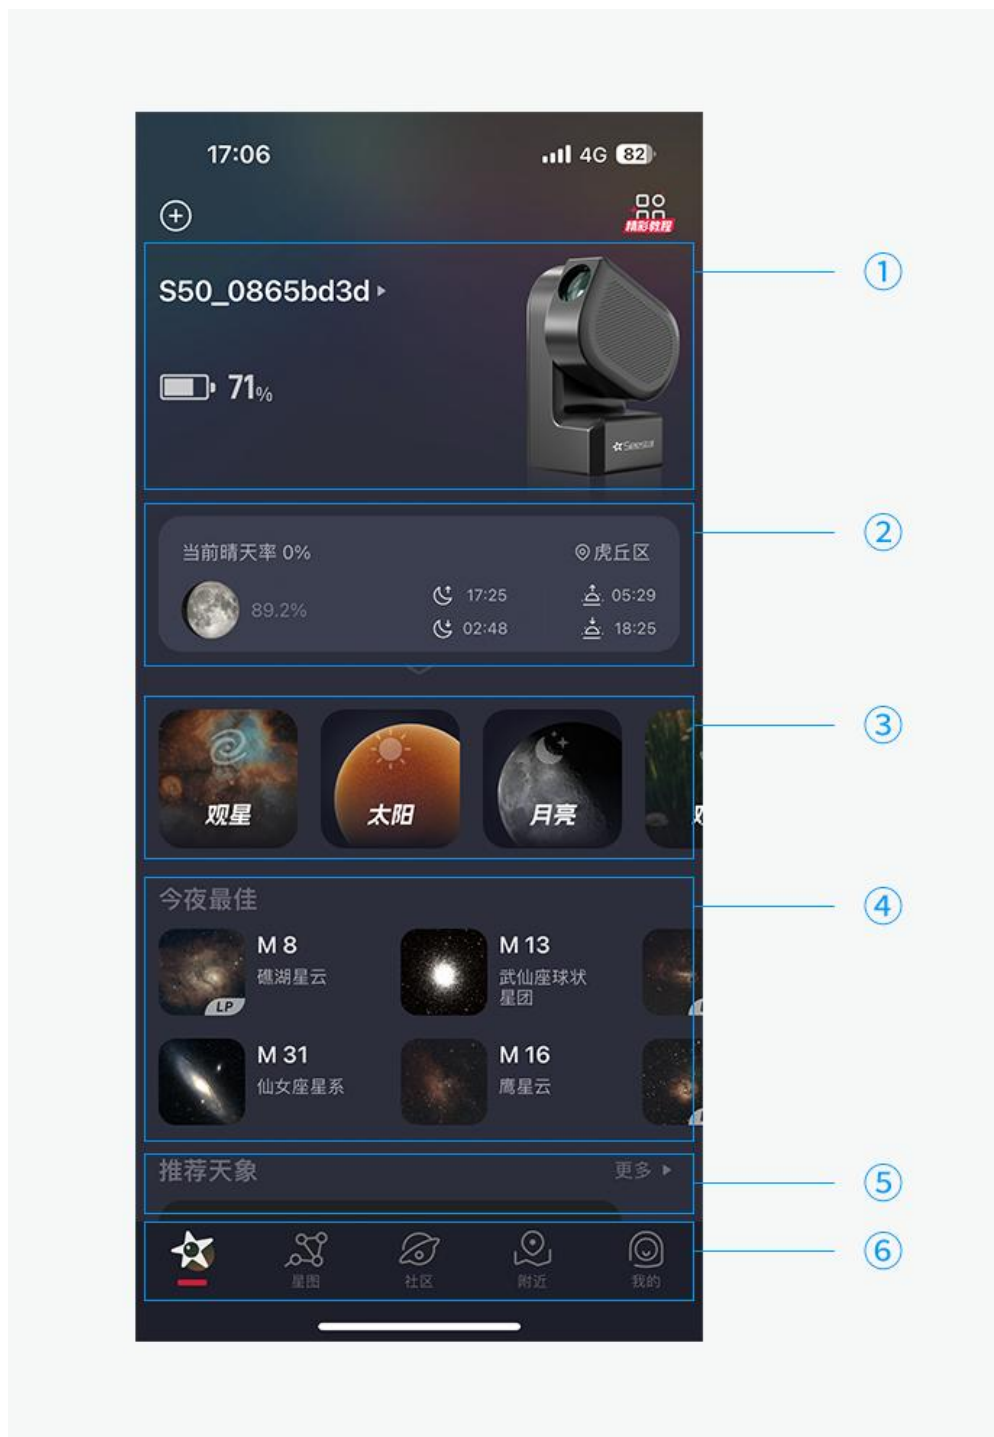 17:06
4G 82
精彩教程
①
S50_0865bd3d
71%
Seestar
②
当前晴天率 0%
虎丘区
89.2%
17:25
05:29
02:48
18:25
③
观星
太阳
月亮
④
今夜最佳
M 8
礁湖星云
LP
M 13
武仙座球状
星团
M 31
仙女座星系
M 16
鹰星云
⑤
推荐天象
更多
⑥
星图
社区
附近
我的